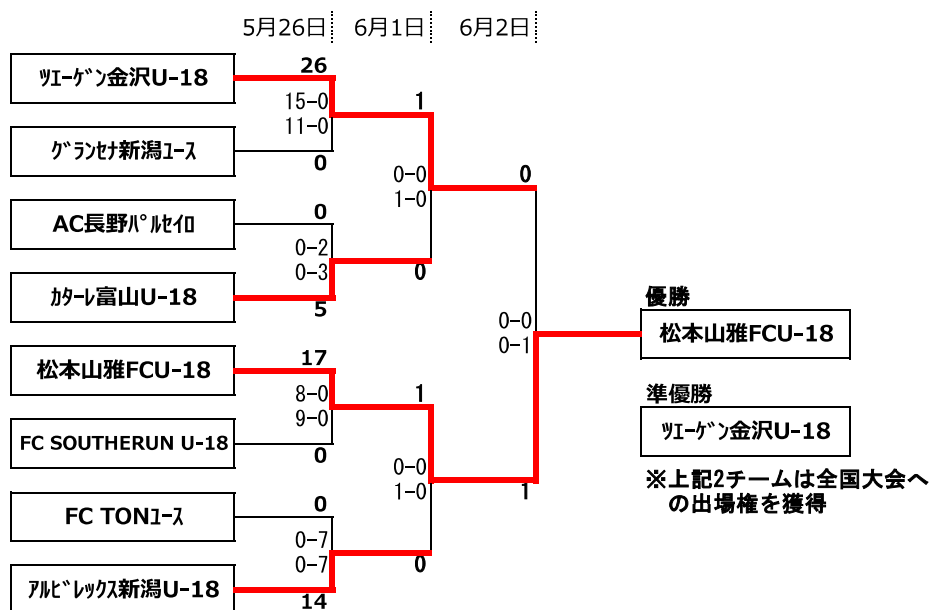 5月26日
6月1日
6月2日
ﾂｴｰｹﾞﾝ金沢U-18
26
15-0
11-0
ｸﾞﾗﾝｾﾅ新潟ﾕｰｽ
0
1
0-0
1-0
0
AC長野ﾊﾟﾙｾｲﾛ
0
0-2
0-3
ｶﾀｰﾚ富山U-18
5
0
0-0
0-1
松本山雅FCU-18
17
8-0
9-0
FC SOUTHERUN U-18
0
1
0-0
1-0
1
FC TONﾕｰｽ
0
0-7
0-7
ｱﾙﾋﾞﾚｯｸｽ新潟U-18
14
0
優勝
松本山雅FCU-18
準優勝
ﾂｴｰｹﾞﾝ金沢U-18
※上記2チームは全国大会へ
の出場権を獲得